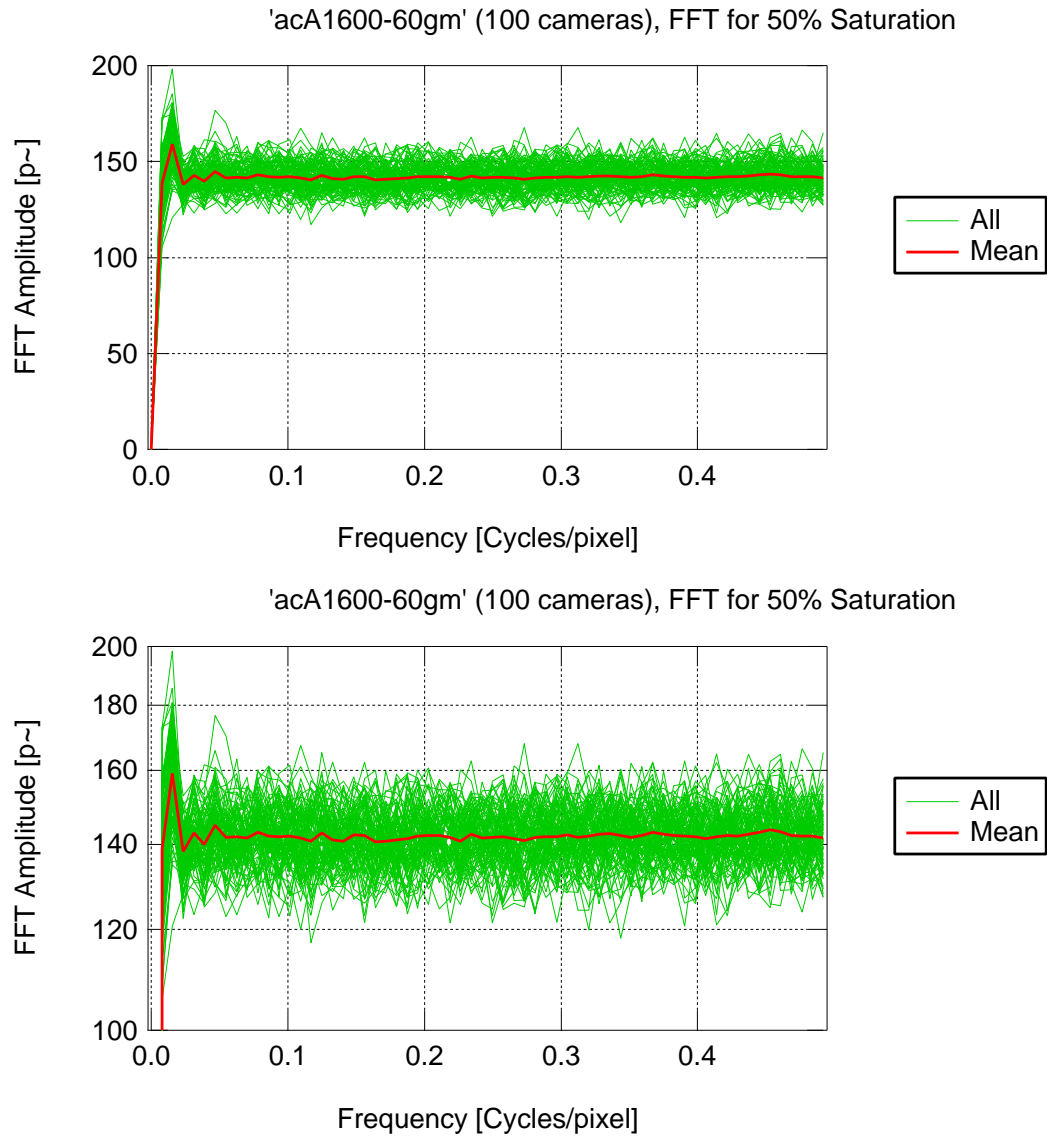 'acA1600-60gm' (100 cameras), FFT for 50% Saturation
200
150
100
50
0
FFT Amplitude [p~]
0.0 0.1 0.2 0.3 0.4
Frequency [Cycles/pixel]
All
Mean
'acA1600-60gm' (100 cameras), FFT for 50% Saturation
200
180
160
140
120
100
FFT Amplitude [p~]
0.0 0.1 0.2 0.3 0.4
Frequency [Cycles/pixel]
All
Mean